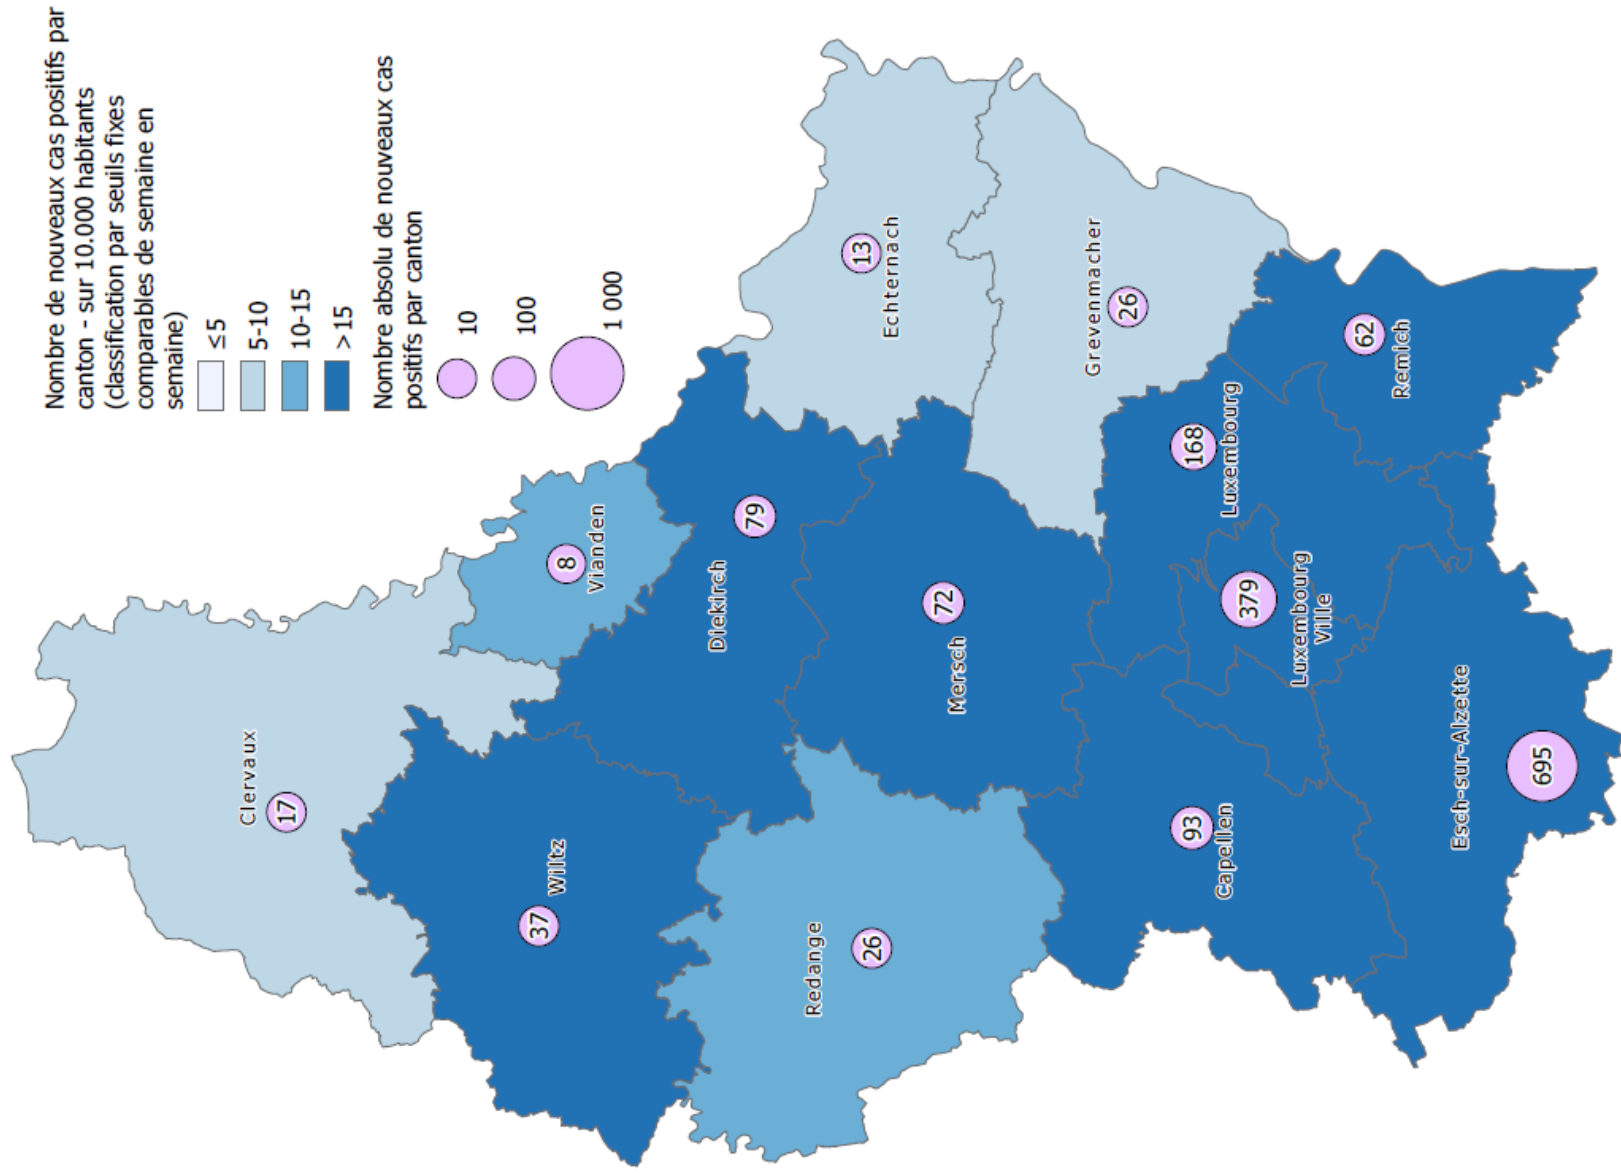 Nombre de nouveaux cas positifs par
canton - sur 10.000 habitants
(classification par seuils fixes
comparables de semaine en
semaine)
≤5
5-10
10-15
>15
Nombre absolu de nouveaux cas
positifs par canton
10
100
1 000
Clervaux
17
Wiltz
37
Vianden
8
Diekirch
79
Redange
26
Mersch
72
Echternach
13
Grevenmacher
26
Capellen
93
Luxembourg
168
Luxembourg
Ville
379
Remich
62
Esch-sur-Alzette
695